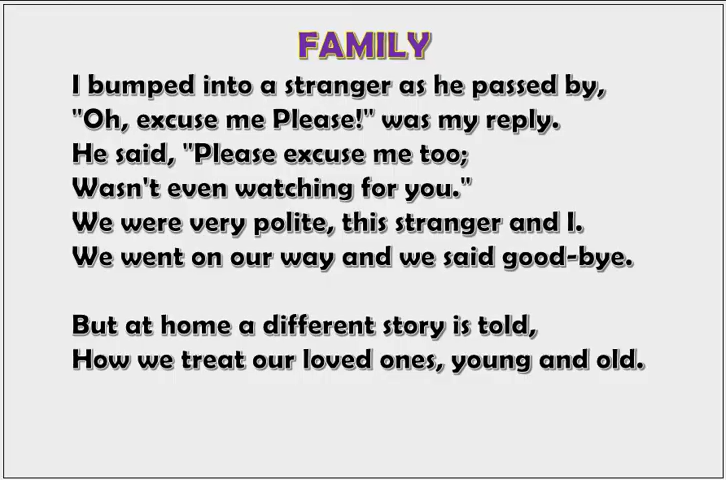 FAMILY
I bumped into a stranger as he passed by,
"Oh, excuse me Please!" was my reply.
He said, "Please excuse me too;
Wasn't even watching for you."
We were very polite, this stranger and I.
We went on our way and we said good-bye.
But at home a different story is told,
How we treat our loved ones, young and old.